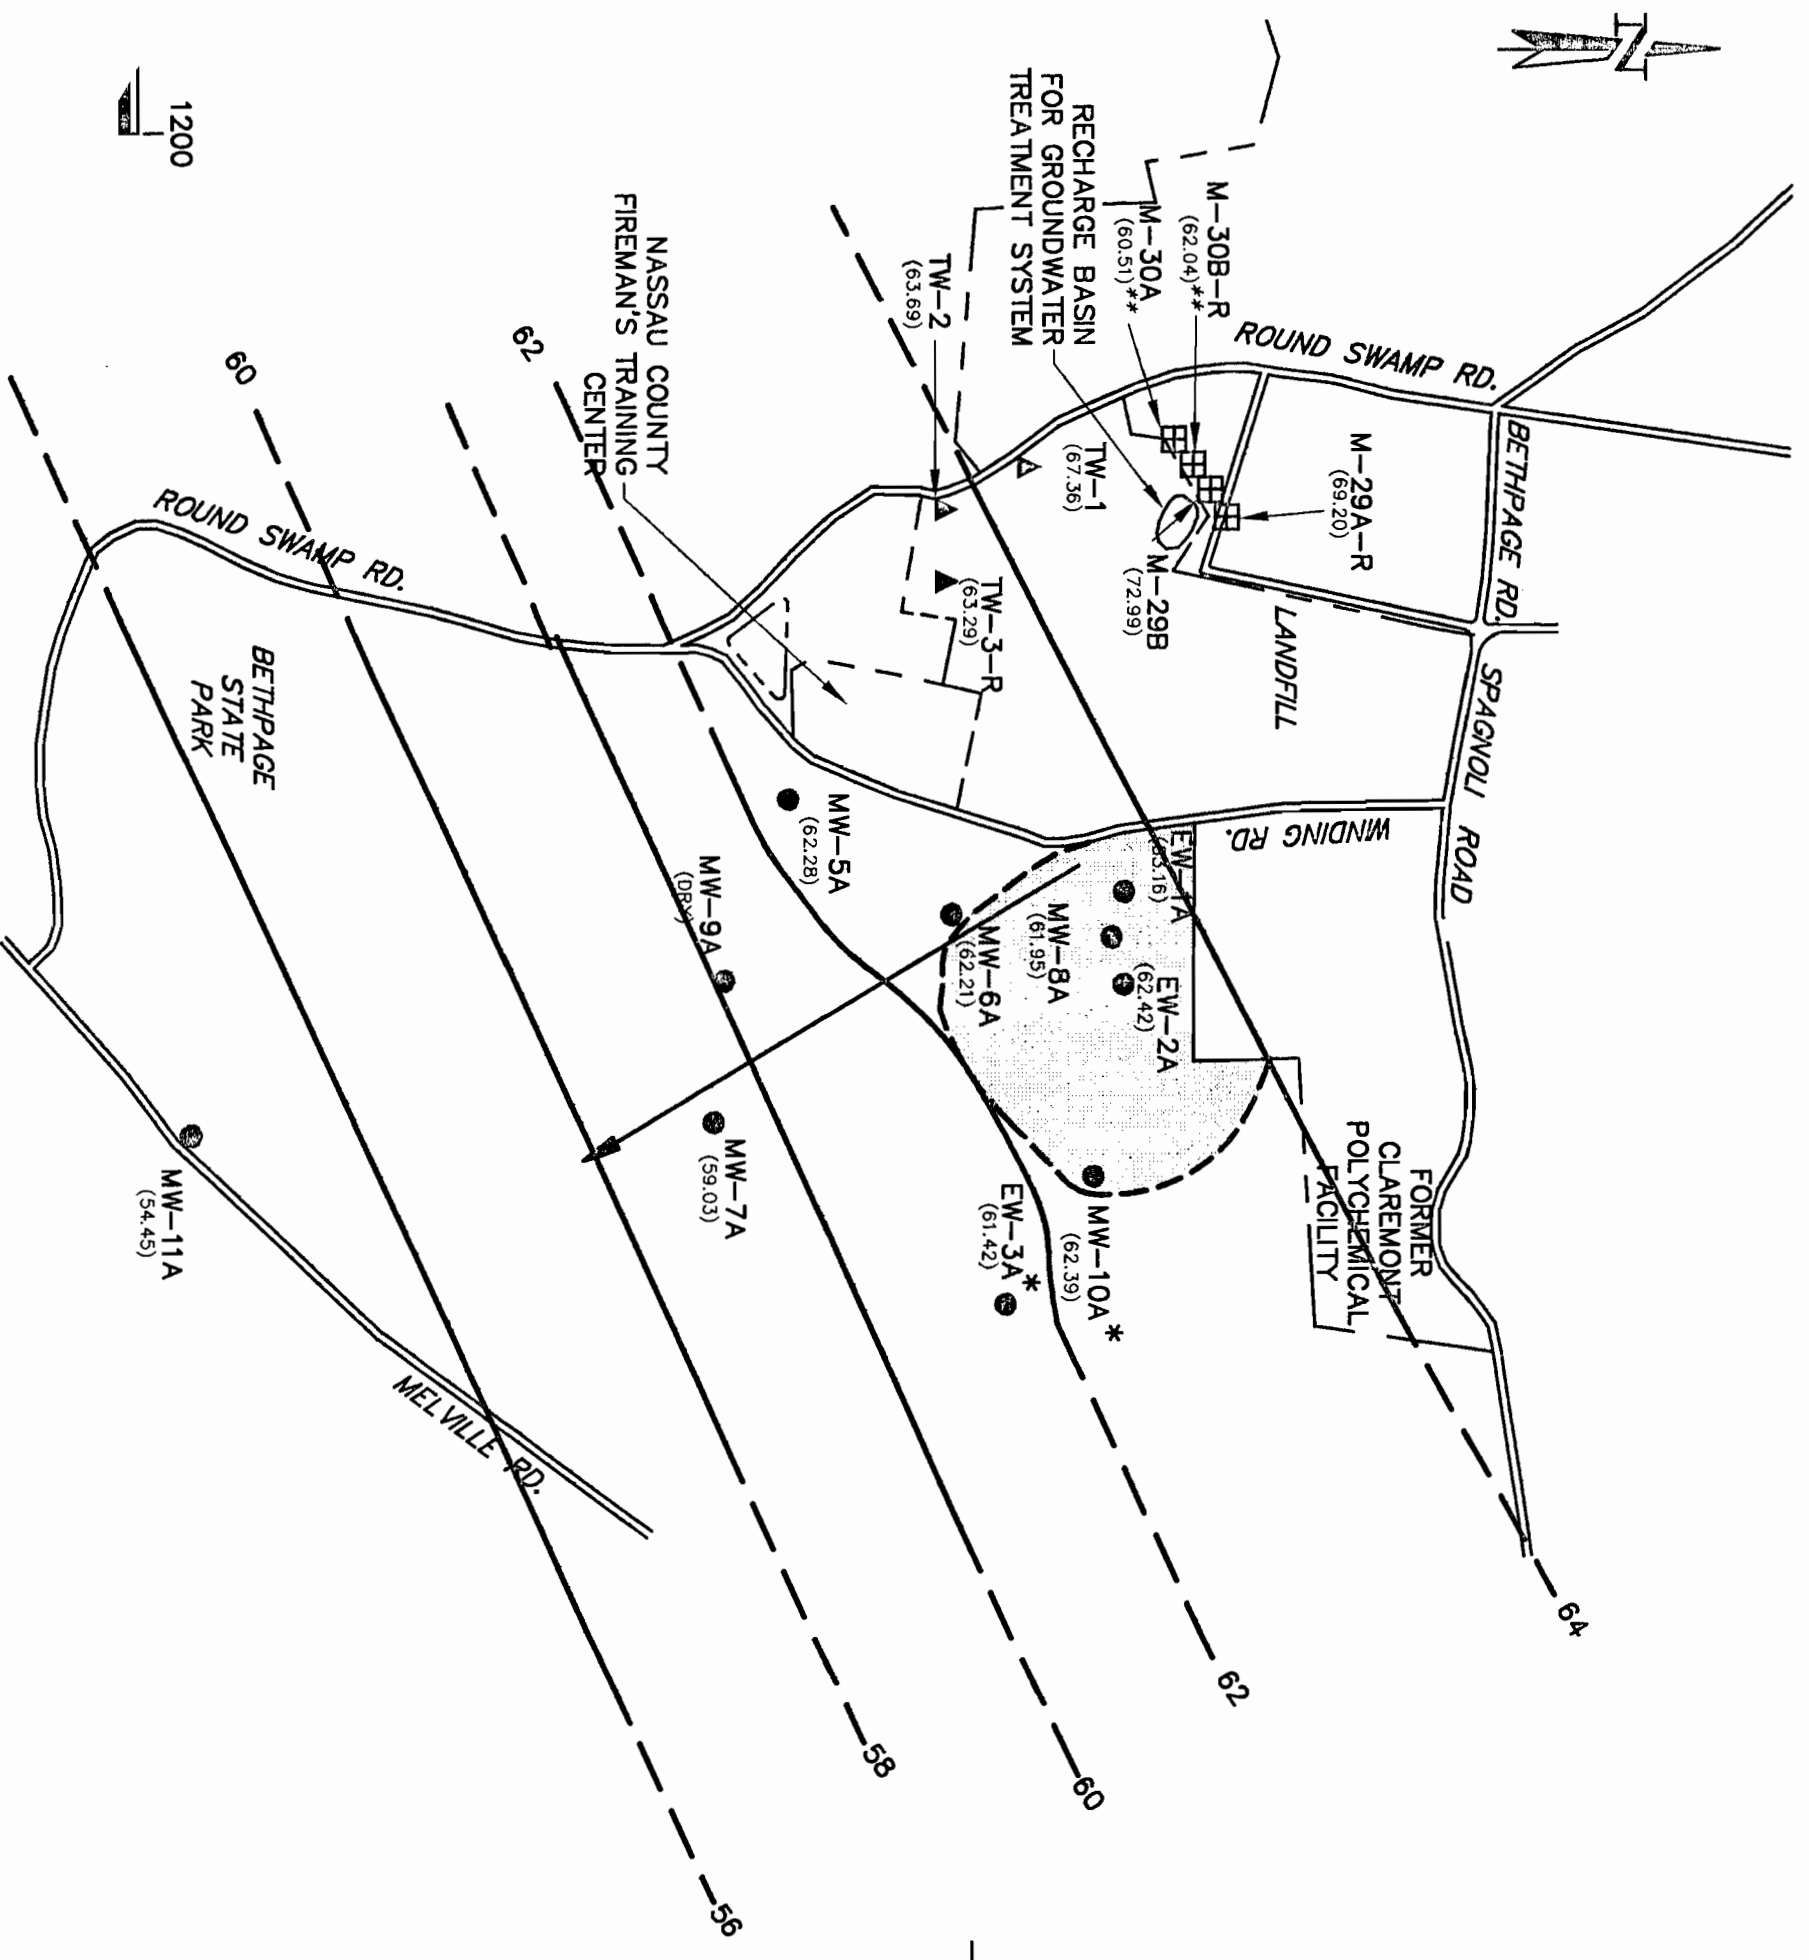 N
1200
ROUND SWAMP RD.
BETHPAGE RD.
SPAGNOLI ROAD
M-30B-R
(62.04)**
M-30A
(60.51)**
RECHARGE BASIN
FOR GROUNDWATER
TREATMENT SYSTEM
M-29A-R
(69.20)
M-29B
(72.99)
LANDFILL
TW-1
(67.36)
TW-2
(63.69)
TW-3-R
(63.29)
NASSAU COUNTY
FIREMAN'S TRAINING
CENTER
WINDING RD.
EW-1A
(63.16)
EW-2A
(62.42)
MW-8A
(61.95)
MW-6A
(62.21)
MW-5A
(62.28)
MW-9A
(DRY)
MW-7A
(59.03)
MW-10A*
(62.39)
EW-3A*
(61.42)
FORMER
CLAREMONT
POLYCHEMICAL
FACILITY
ROUND SWAMP RD.
BETHPAGE
STATE
PARK
MW-11A
(54.45)
MELVILLE RD.
62
60
64
62
60
58
56